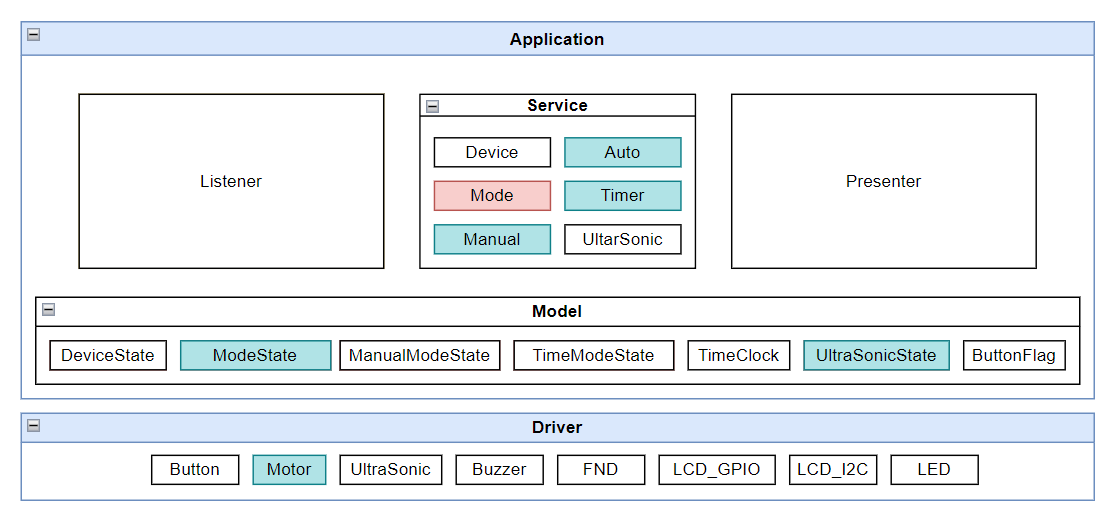 Application
Listener
Service
Device
Auto
Mode
Timer
Manual
UltarSonic
Presenter
Model
DeviceState
ModeState
ManualModeState
TimeModeState
TimeClock
UltraSonicState
ButtonFlag
Driver
Button
Motor
UltraSonic
Buzzer
FND
LCD_GPIO
LCD_I2C
LED